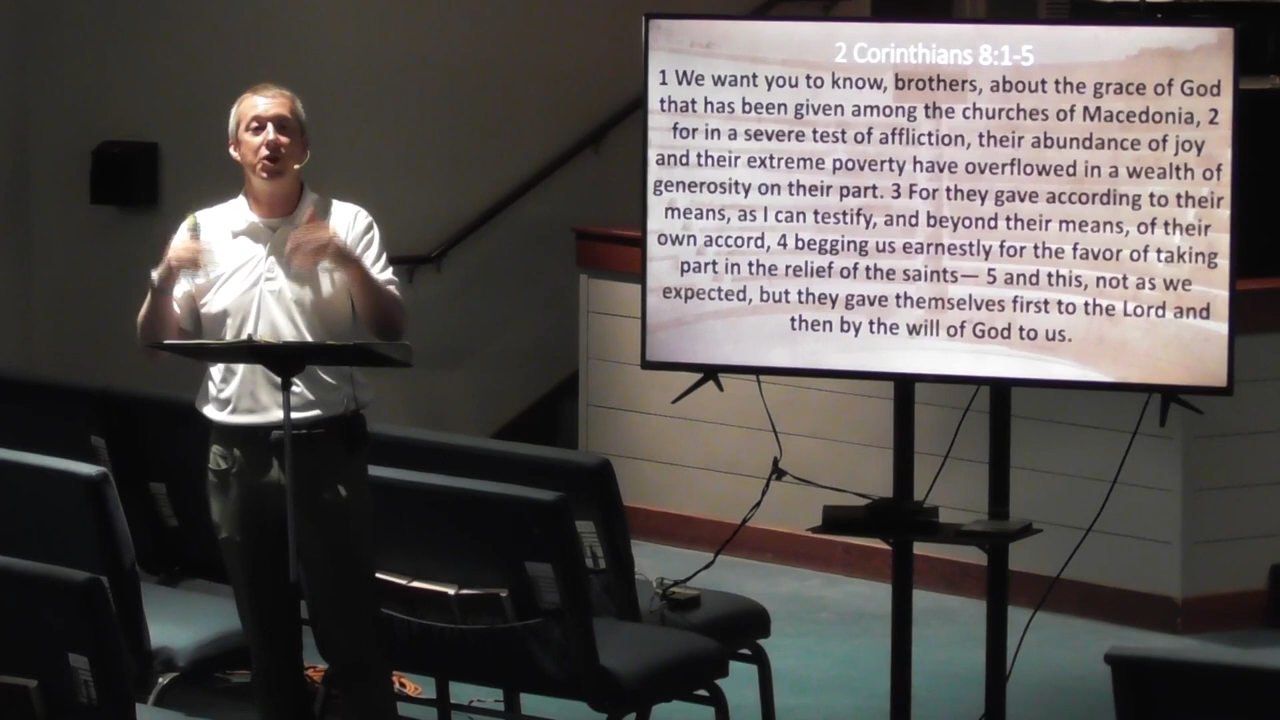 2 Corinthians 8:1-5
1 We want you to know, brothers, about the grace of God
that has been given among the churches of Macedonia, 2
for in a severe test of affliction, their abundance of joy
and their extreme poverty have overflowed in a wealth of
generosity on their part. 3 For they gave according to their
means, as I can testify, and beyond their means, of their
own accord, 4 begging us earnestly for the favor of taking
part in the relief of the saints— 5 and this, not as we
expected, but they gave themselves first to the Lord and
then by the will of God to us.